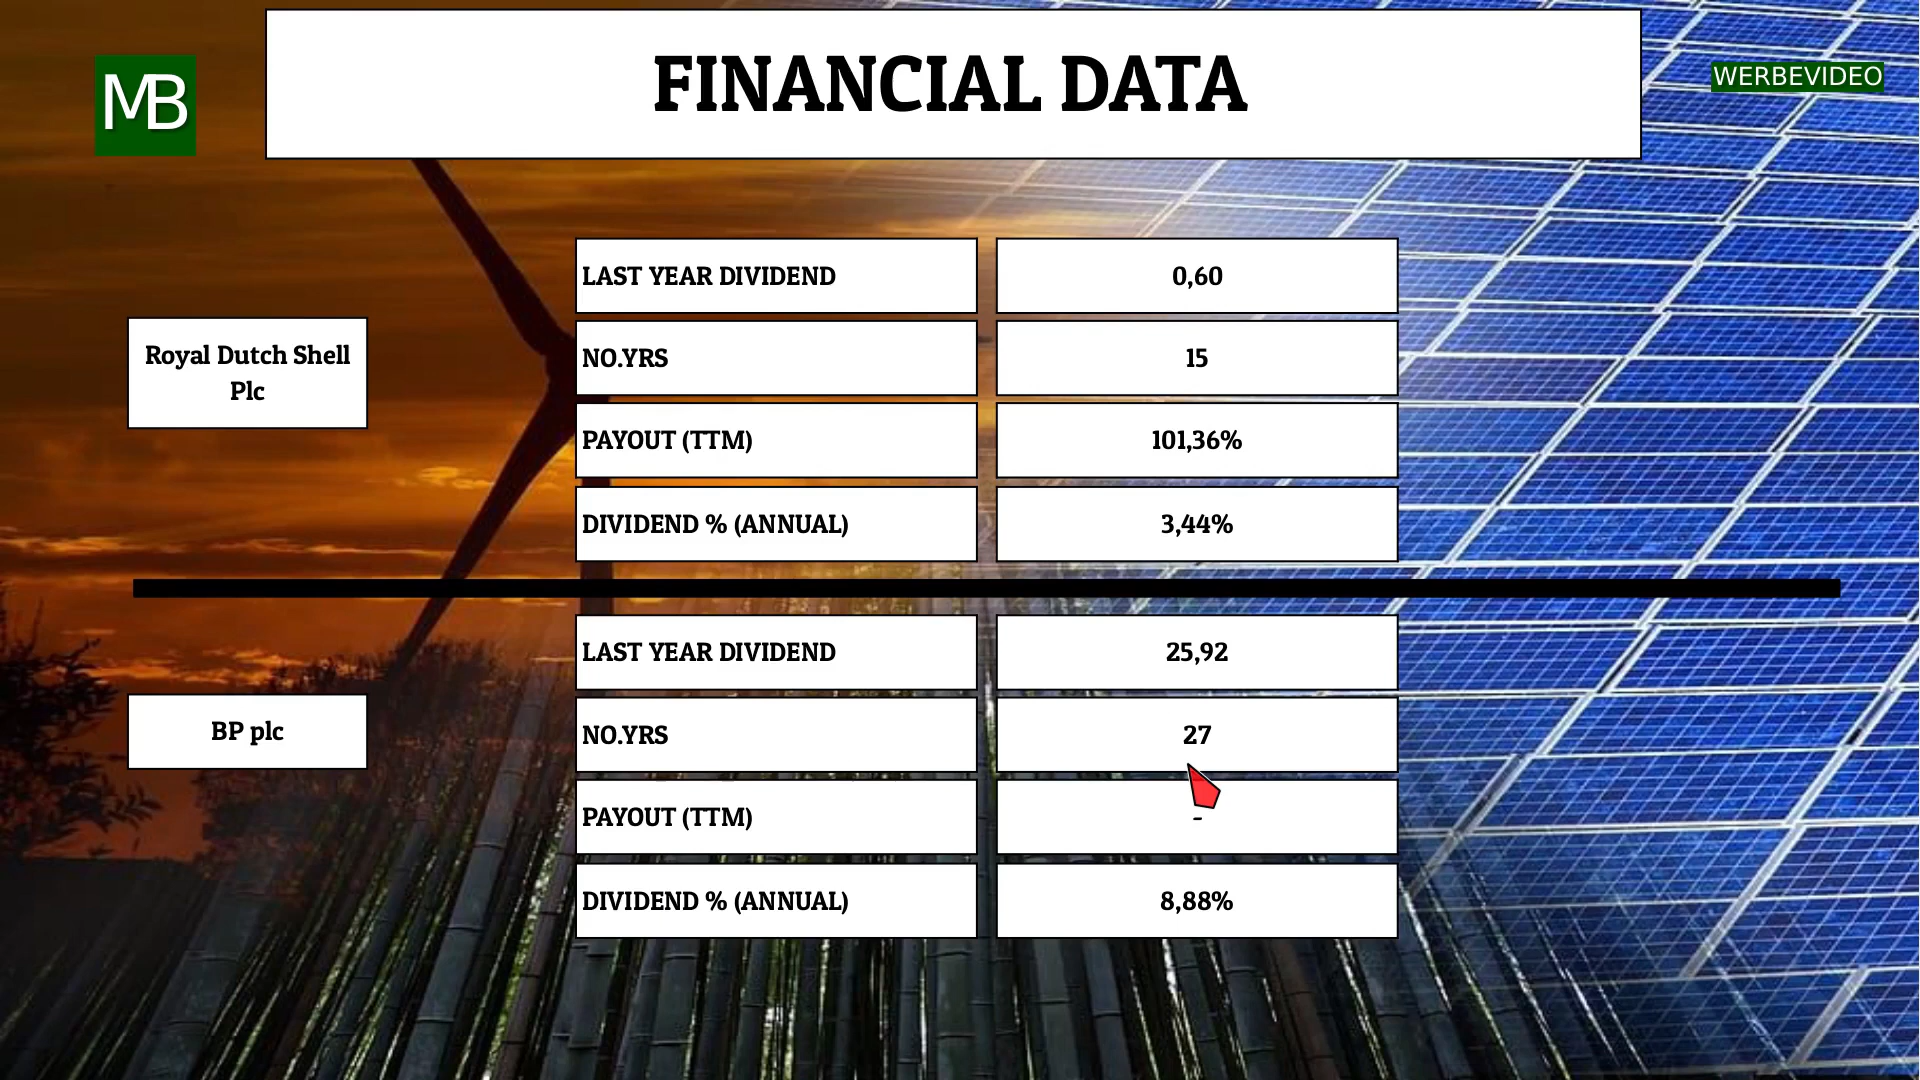 FINANCIAL DATA
MB
WERBEVIDEO
Royal Dutch Shell
Plc
LAST YEAR DIVIDEND 0,60
NO.YRS 15
PAYOUT (TTM) 101,36%
DIVIDEND % (ANNUAL) 3,44%
BP plc
LAST YEAR DIVIDEND 25,92
NO.YRS 27
PAYOUT (TTM) -
DIVIDEND % (ANNUAL) 8,88%